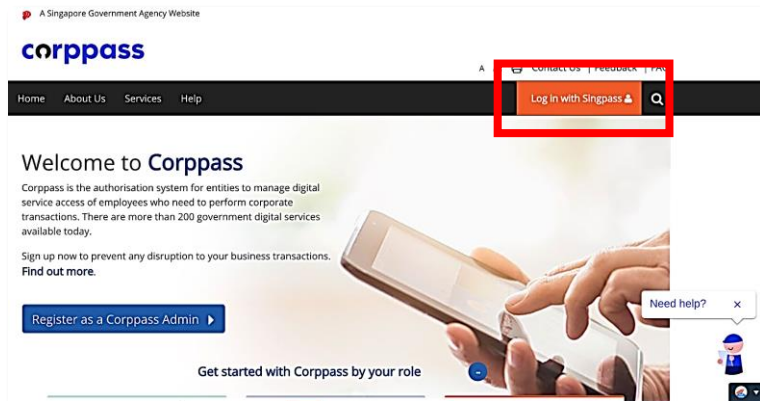 A Singapore Government Agency Website
corppass
A
Contact Us | Feedback | FAQ
Home About Us Services Help
Log in with Singpass
Welcome to Corppass
Corppass is the authorisation system for entities to manage digital
service access of employees who need to perform corporate
transactions. There are more than 200 government digital services
available today.
Sign up now to prevent any disruption to your business transactions.
Find out more.
Register as a Corppass Admin
Need help? x
Get started with Corppass by your role